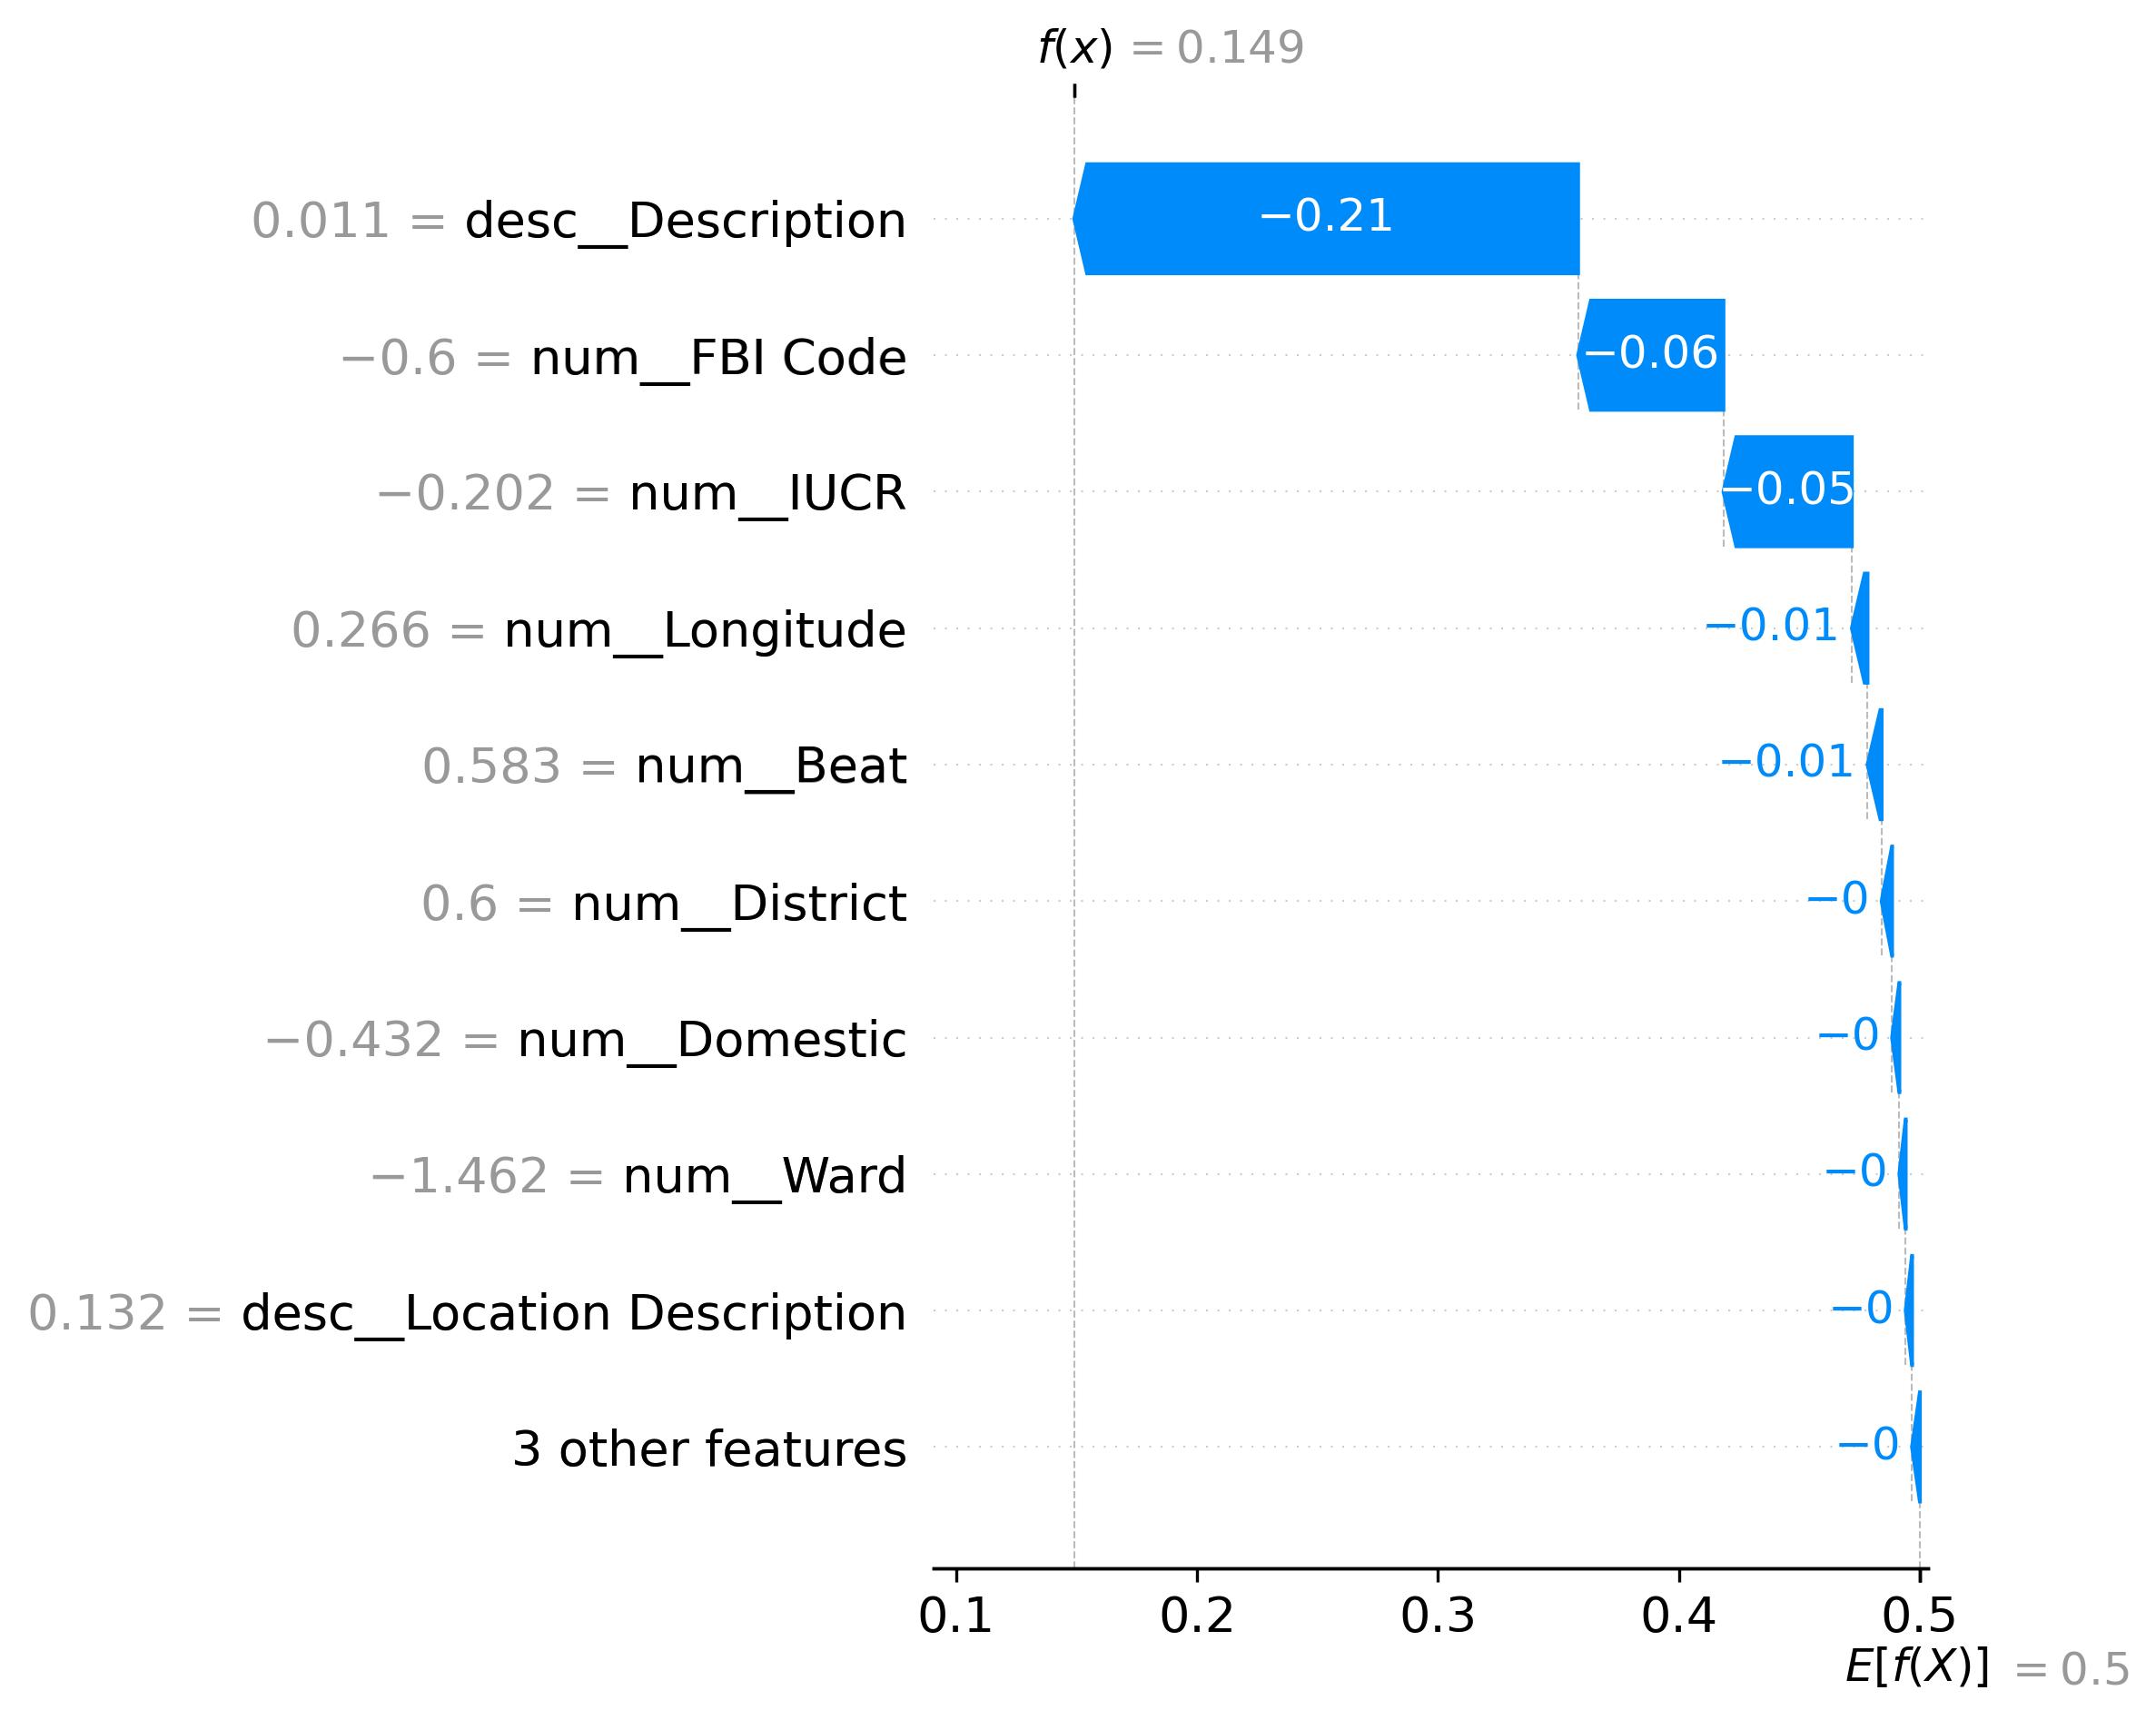 f(x) = 0.149
0.011 = desc__Description −0.21
−0.6 = num__FBI Code −0.06
−0.202 = num__IUCR −0.05
0.266 = num__Longitude −0.01
0.583 = num__Beat −0.01
0.6 = num__District −0
−0.432 = num__Domestic −0
−1.462 = num__Ward −0
0.132 = desc__Location Description −0
3 other features −0
0.1 0.2 0.3 0.4 0.5
E[f(X)] = 0.5